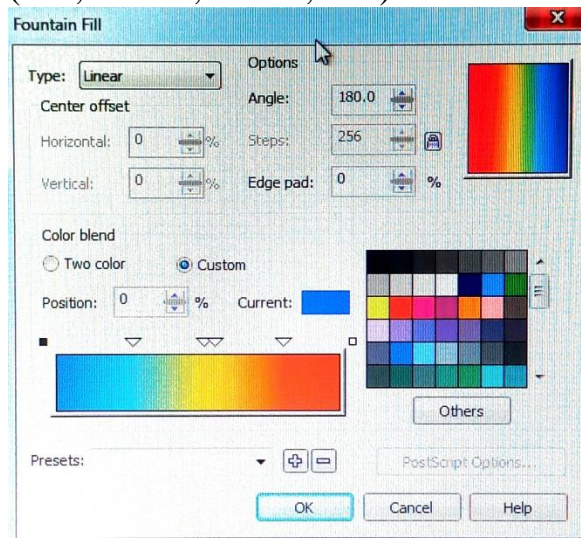 Fountain Fill
Type: Linear
Options
Center offset
Angle: 180.0
Horizontal: 0 %
Steps: 256
Vertical: 0 %
Edge pad: 0 %
Color blend
Two color
Custom
Position: 0 %
Current:
Others
Presets:
PostScript Options...
OK
Cancel
Help